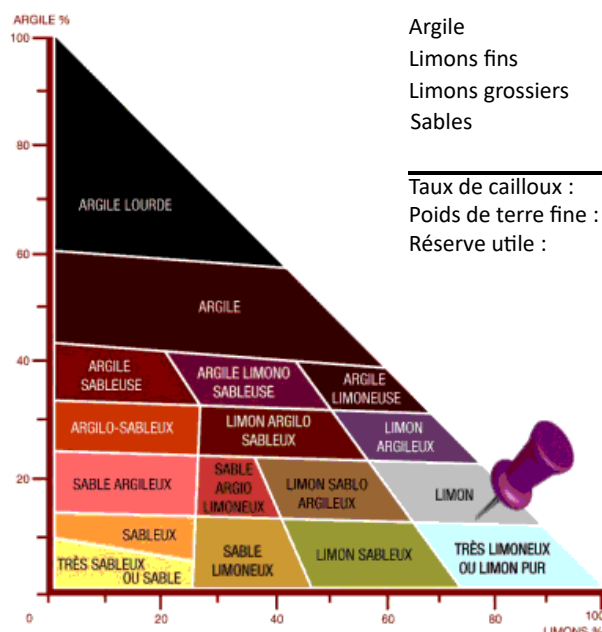 ARGILE %
100
80
60
40
20
0
20
40
60
80
100
LIMONS %
ARGILE LOURDE
ARGILE
ARGILE
SABLEUSE
ARGILE LIMONO
SABLEUSE
ARGILE
LIMONEUSE
ARGILO-SABLEUX
LIMON ARGILO
SABLEUX
LIMON
ARGILEUX
SABLE ARGILEUX
SABLE
ARGIO
LIMONEUX
LIMON SABLO
ARGILEUX
LIMON
SABLEUX
TRÈS SABLEUX
OU SABLE
SABLE
LIMONEUX
LIMON SABLEUX
TRÈS LIMONEUX
OU LIMON PUR
Argile
Limons fins
Limons grossiers
Sables
Taux de cailloux :
Poids de terre fine :
Réserve utile :